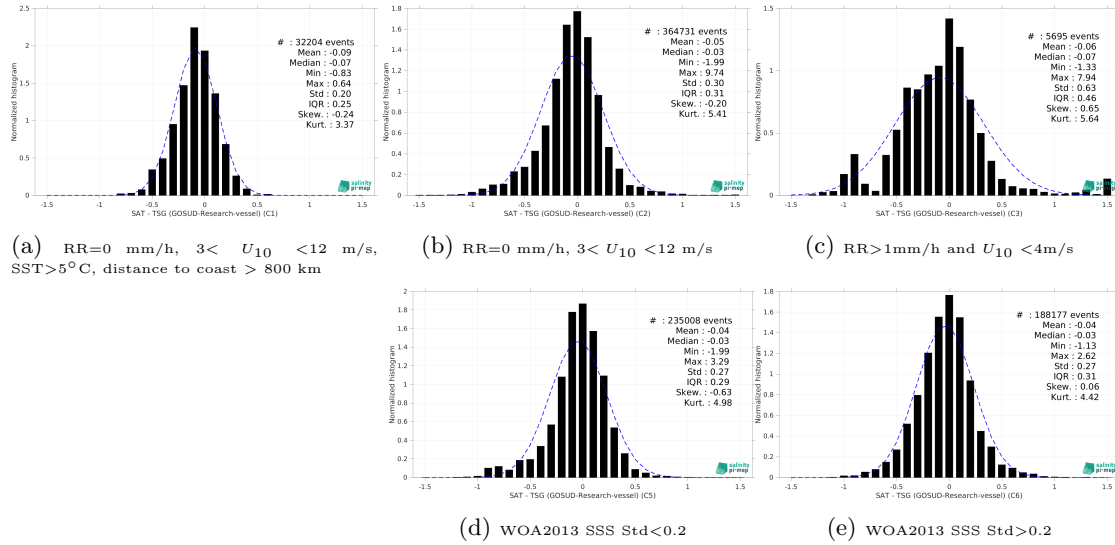 2.5
2
1.5
1
0.5
0
-1.5 -1 -0.5 0 0.5 1 1.5
Normalized histogram
SAT - TSG (GOSUD-Research-vessel) (C1)
# : 32204 events
Mean : -0.09
Median : -0.07
Min : -0.83
Max : 0.64
Std : 0.20
IQR : 0.25
Skew. : -0.24
Kurt. : 3.37
salinity
pi-mep
(a) RR=0 mm/h, 3< U10 <12 m/s,
SST>5°C, distance to coast > 800 km
1.8
1.6
1.4
1.2
1
0.8
0.6
0.4
0.2
0
-1.5 -1 -0.5 0 0.5 1 1.5
Normalized histogram
SAT - TSG (GOSUD-Research-vessel) (C2)
# : 364731 events
Mean : -0.05
Median : -0.03
Min : -1.99
Max : 9.74
Std : 0.30
IQR : 0.31
Skew. : -0.20
Kurt. : 5.41
salinity
pi-mep
(b) RR=0 mm/h, 3< U10 <12 m/s
1.5
1
0.5
0
-1.5 -1 -0.5 0 0.5 1 1.5
Normalized histogram
SAT - TSG (GOSUD-Research-vessel) (C3)
# : 5695 events
Mean : -0.06
Median : -0.07
Min : -1.33
Max : 7.94
Std : 0.63
IQR : 0.46
Skew. : 0.65
Kurt. : 5.64
salinity
pi-mep
(c) RR>1mm/h and U10 <4m/s
2
1.8
1.6
1.4
1.2
1
0.8
0.6
0.4
0.2
0
-1.5 -1 -0.5 0 0.5 1 1.5
Normalized histogram
SAT - TSG (GOSUD-Research-vessel) (C5)
# : 235008 events
Mean : -0.04
Median : -0.03
Min : -1.99
Max : 3.29
Std : 0.27
IQR : 0.29
Skew. : -0.63
Kurt. : 4.98
salinity
pi-mep
(d) WOA2013 SSS Std<0.2
1.8
1.6
1.4
1.2
1
0.8
0.6
0.4
0.2
0
-1.5 -1 -0.5 0 0.5 1 1.5
Normalized histogram
SAT - TSG (GOSUD-Research-vessel) (C6)
# : 188177 events
Mean : -0.04
Median : -0.03
Min : -1.13
Max : 2.62
Std : 0.27
IQR : 0.31
Skew. : 0.06
Kurt. : 4.42
salinity
pi-mep
(e) WOA2013 SSS Std>0.2